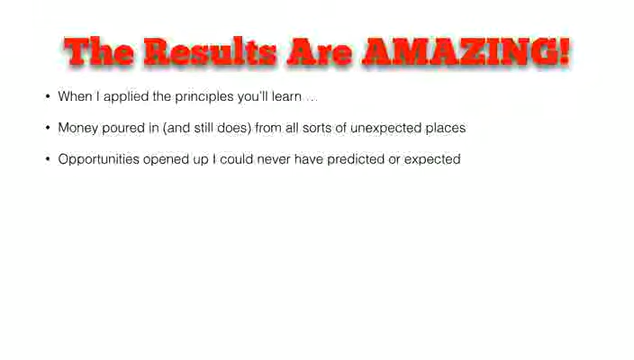 The Results Are AMAZING!
• When I applied the principles you'll learn ...
• Money poured in (and still does) from all sorts of unexpected places
• Opportunities opened up I could never have predicted or expected